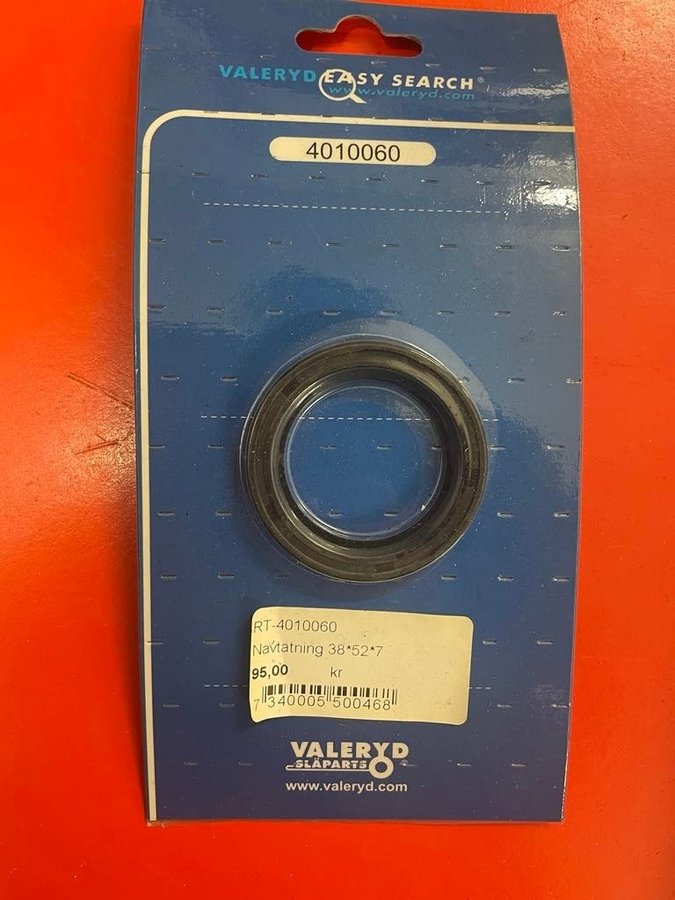 VALERYD EASY SEARCH®
www.valeryd.com
4010060
RT-4010060
Navtätning 38*52*7
95,00 kr
7 340005 500468
VALERYD
SLÄPARTS
www.valeryd.com